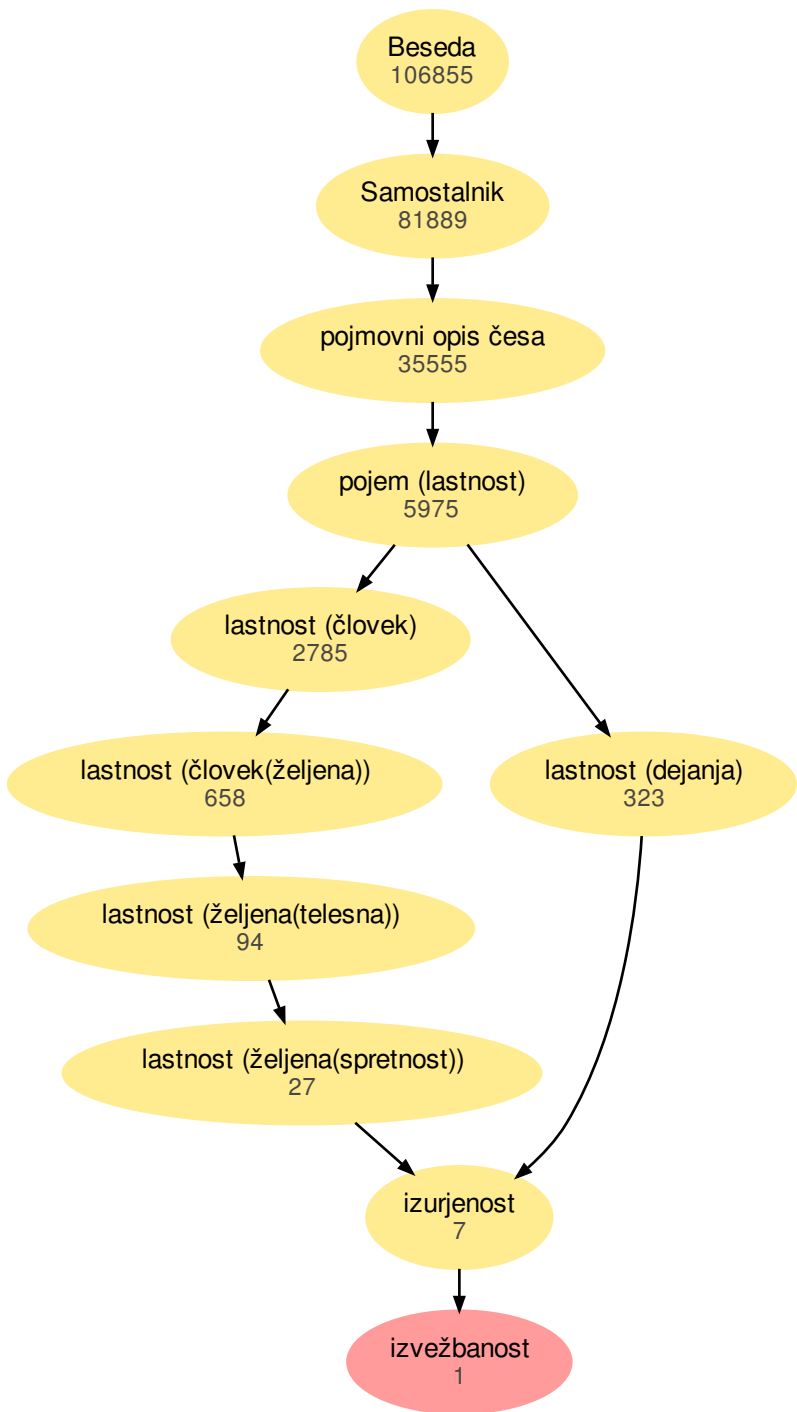 Beseda
106855
Samostalnik
81889
pojmovni opis česa
35555
pojem (lastnost)
5975
lastnost (človek)
2785
lastnost (človek(željena))
658
lastnost (dejanja)
323
lastnost (željena(telesna))
94
lastnost (željena(spretnost))
27
izurjenost
7
izvežbanost
1